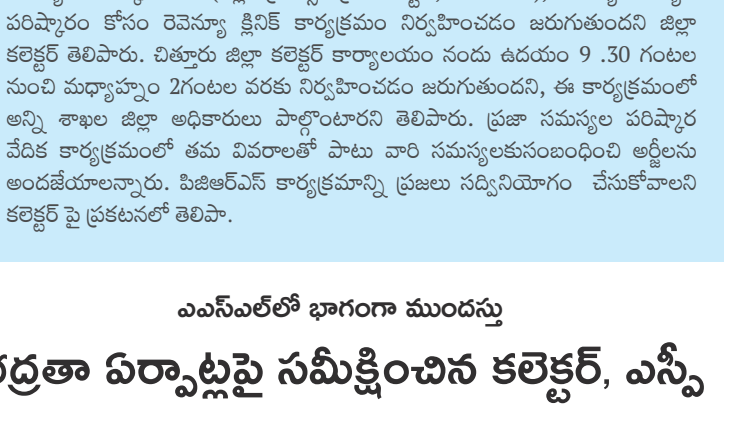 పరిష్కారం కోసం రెవెన్యూ క్లినిక్ కార్యక్రమం నిర్వహించడం జరుగుతుందని జిల్లా
కలెక్టర్ తెలిపారు. చిత్తూరు జిల్లా కలెక్టర్ కార్యాలయం నందు ఉదయం 9 .30 గంటల
నుంచి మధ్యాహ్నం 2గంటల వరకు నిర్వహించడం జరుగుతుందని, ఈ కార్యక్రమంలో
అన్ని శాఖల జిల్లా అధికారులు పాల్గొంటారని తెలిపారు. ప్రజా సమస్యల పరిష్కార
వేదిక కార్యక్రమంలో తమ వివరాలతో పాటు వారి సమస్యలకుసంబంధించి అర్జీలను
అందజేయాలన్నారు. పిజిఆర్ఎస్ కార్యక్రమాన్ని ప్రజలు సద్వినియోగం చేసుకోవాలని
కలెక్టర్ పై ప్రకటనలో తెలిపా.
ఎఎస్ఎల్‌లో భాగంగా ముందస్తు
ఏర్పాట్లపై సమీక్షించిన కలెక్టర్, ఎస్పీ